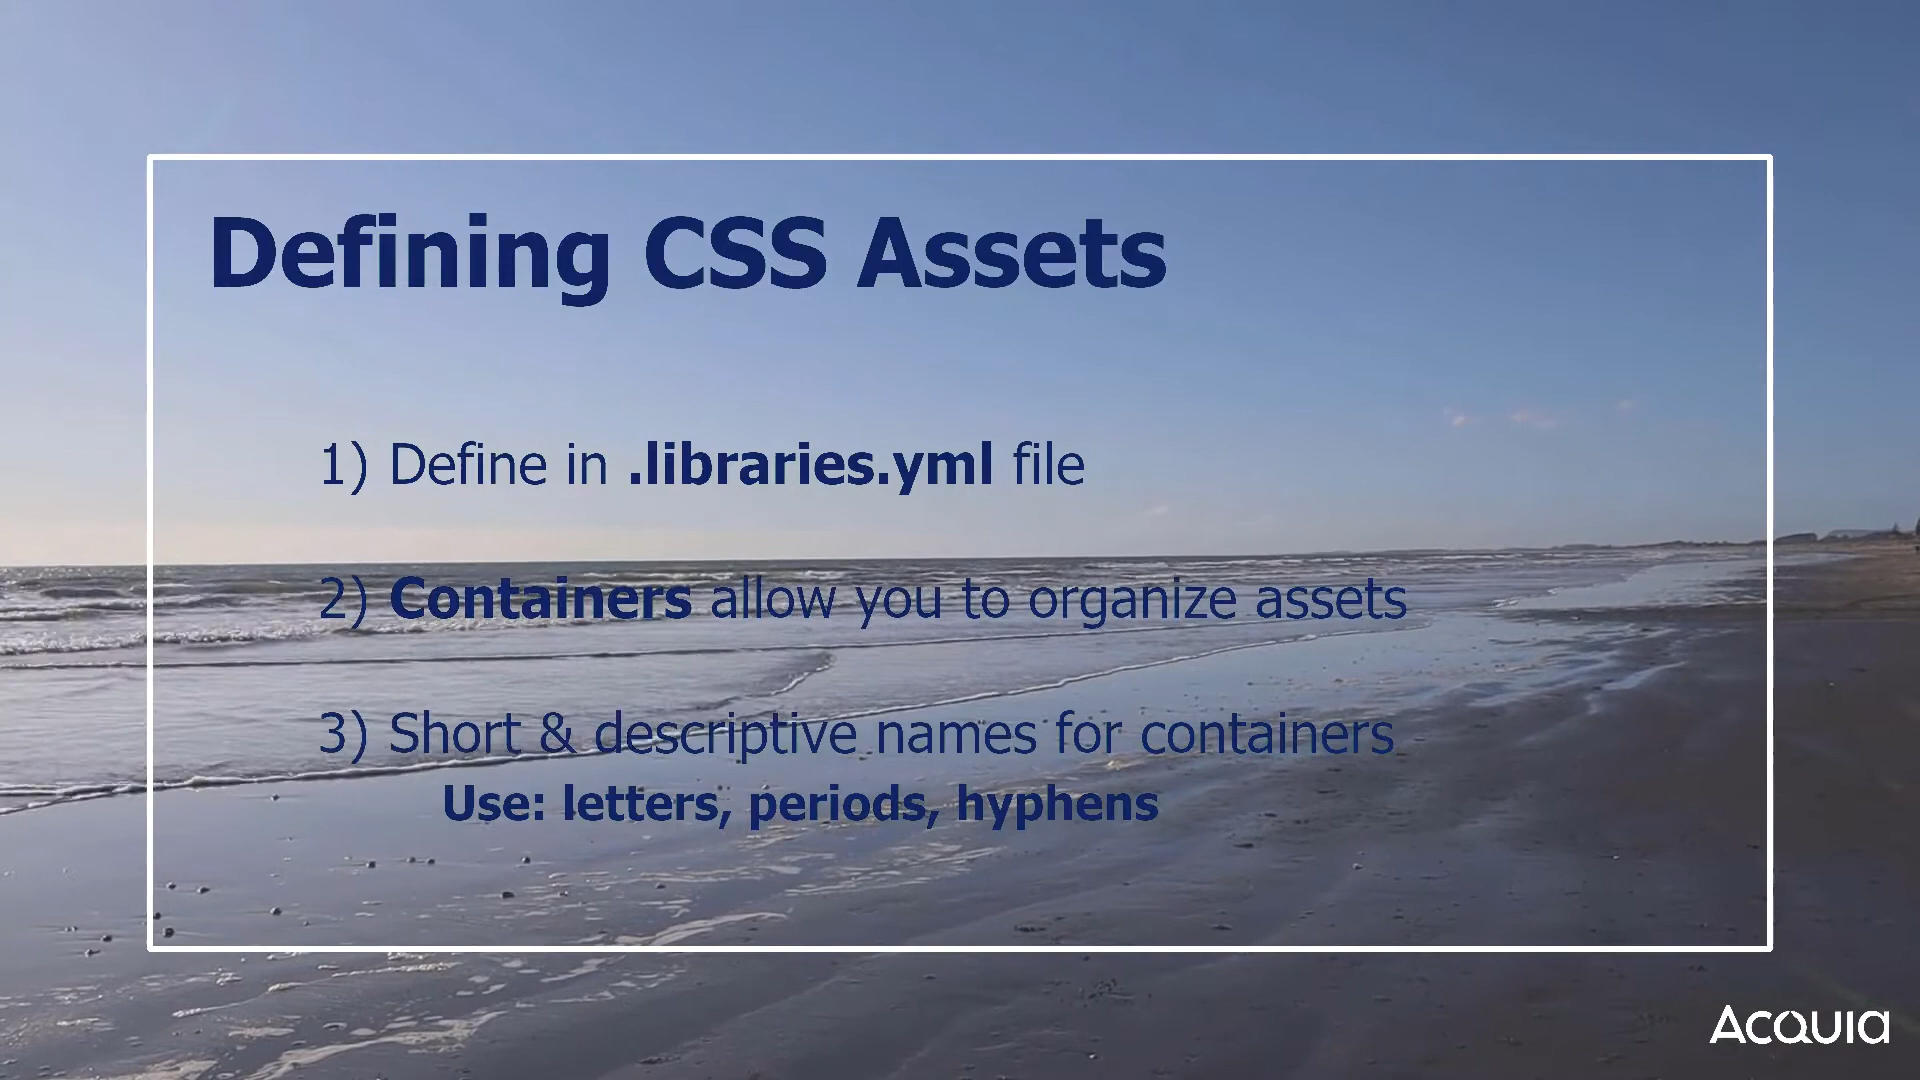 Defining CSS Assets
1) Define in .libraries.yml file
2) Containers allow you to organize assets
3) Short & descriptive names for containers
Use: letters, periods, hyphens
ACQUIA